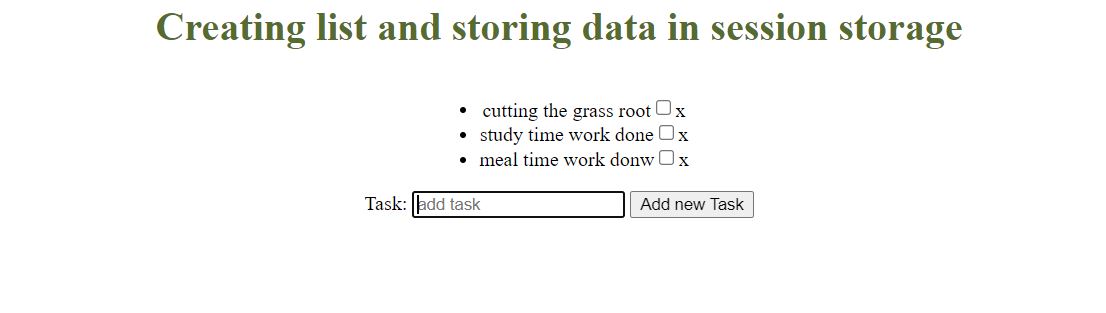 Creating list and storing data in session storage
• cutting the grass root x
• study time work done x
• meal time work donw x
Task: add task Add new Task